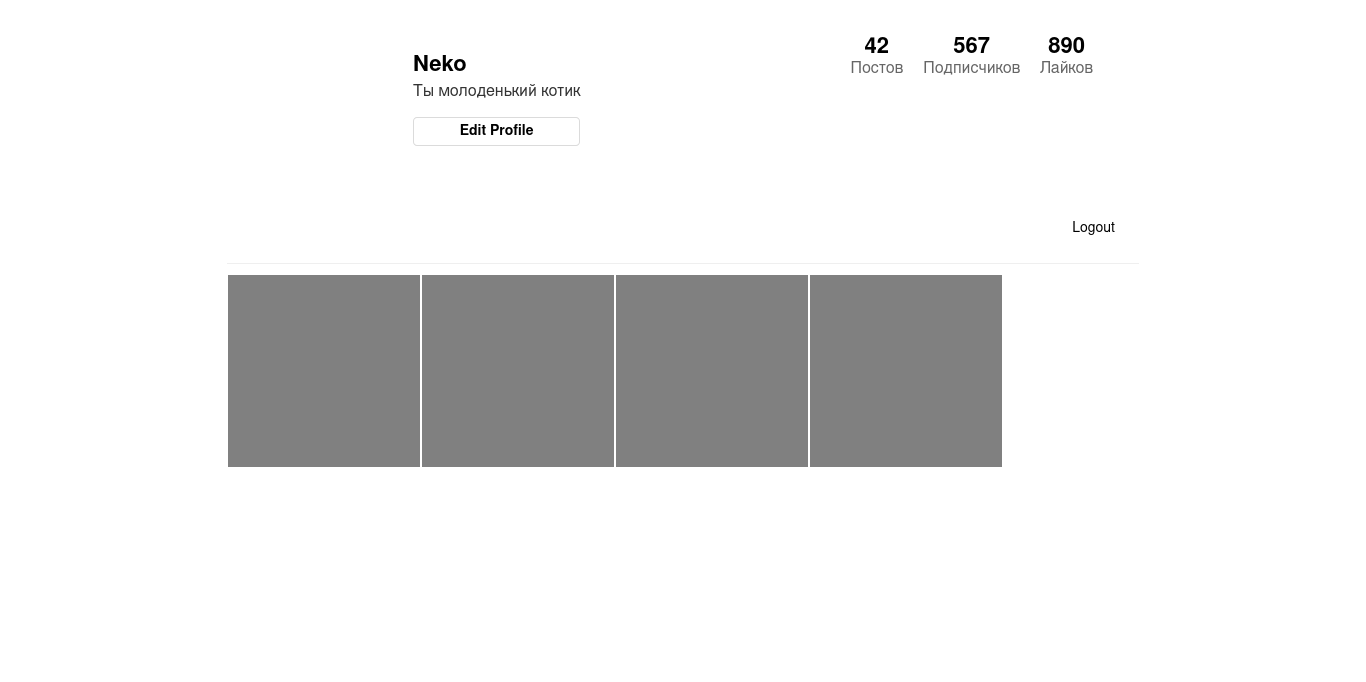 Neko
Ты молоденький котик
Edit Profile
42
Постов
567
Подписчиков
890
Лайков
Logout